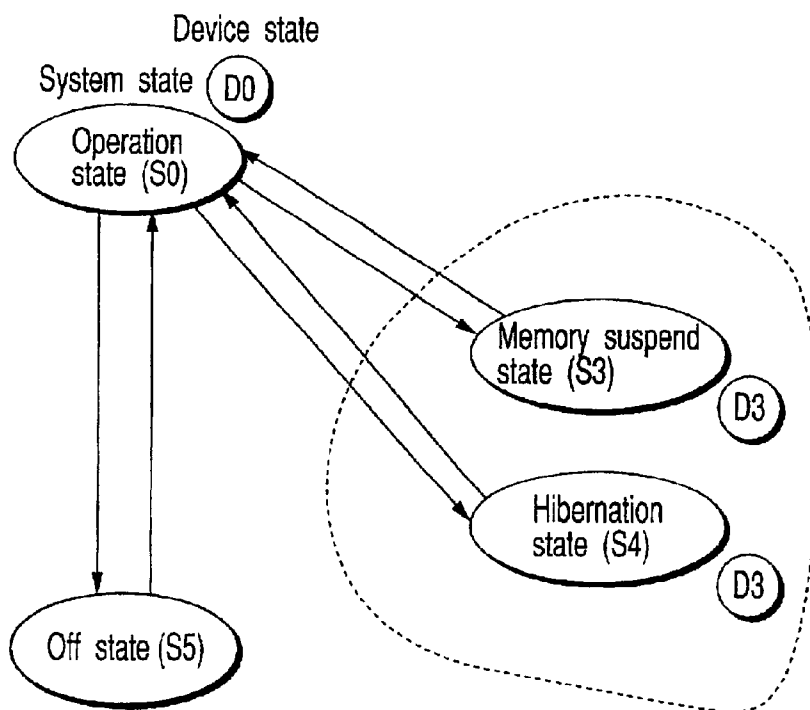 Device state
System state
D0
Operation
state (S0)
Memory suspend
state (S3)
D3
Hibernation
state (S4)
D3
Off state (S5)